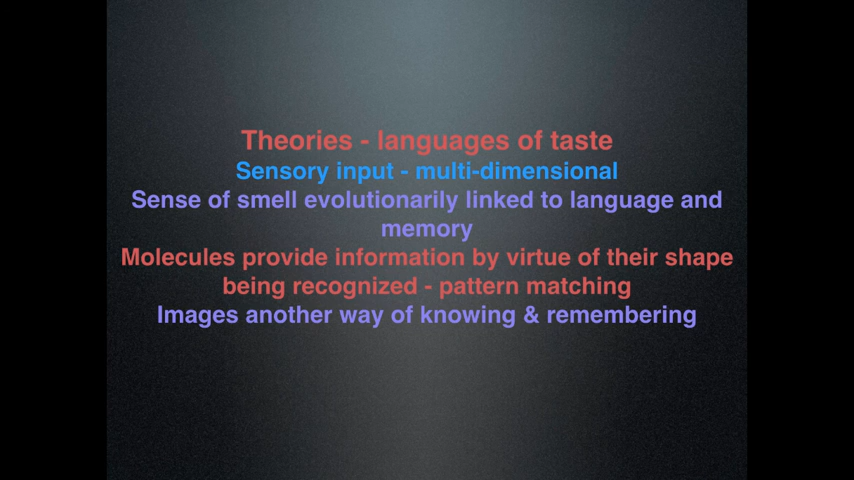 Theories - languages of taste
Sensory input - multi-dimensional
Sense of smell evolutionarily linked to language and
memory
Molecules provide information by virtue of their shape
being recognized - pattern matching
Images another way of knowing & remembering